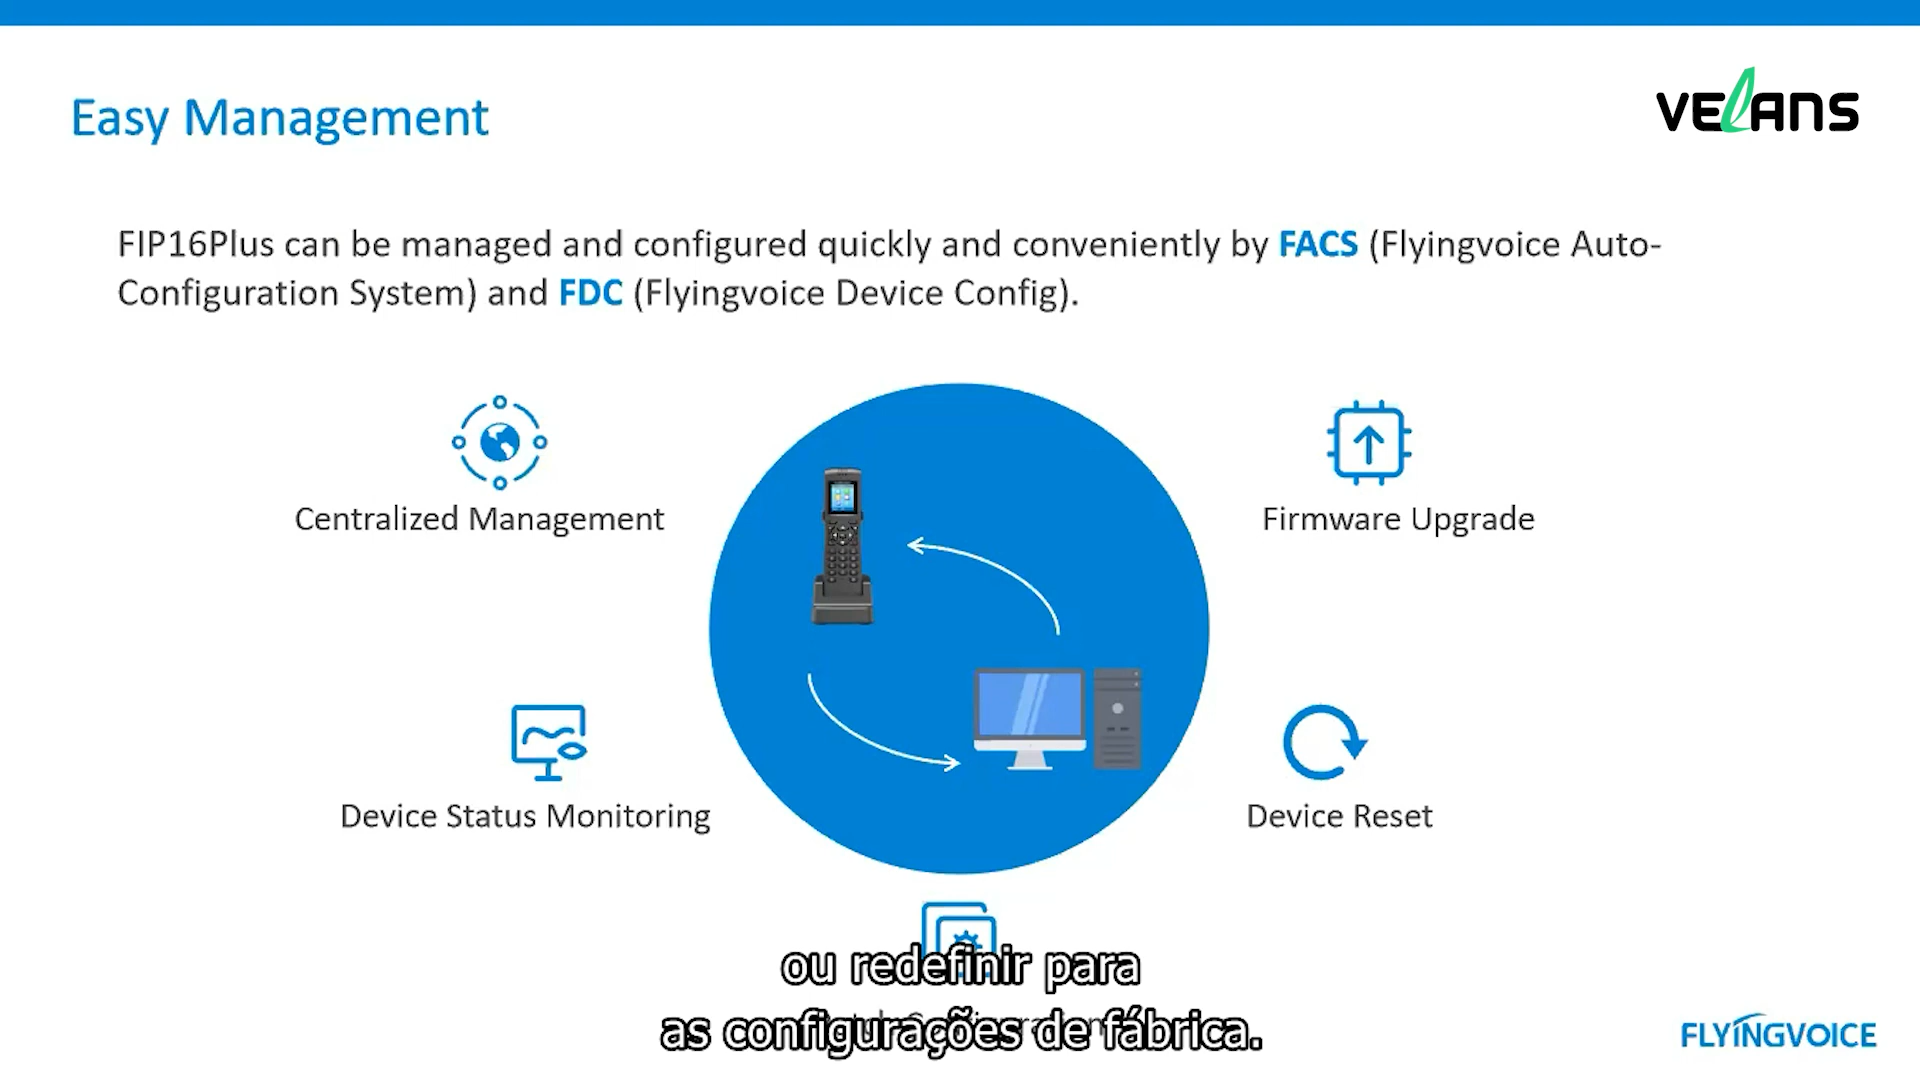 Easy Management
VELANS
FIP16Plus can be managed and configured quickly and conveniently by FACS (Flyingvoice Auto-
Configuration System) and FDC (Flyingvoice Device Config).
Centralized Management
Firmware Upgrade
Device Status Monitoring
Device Reset
ou redefinir para
as configurações de fábrica.
FLYINGVOICE